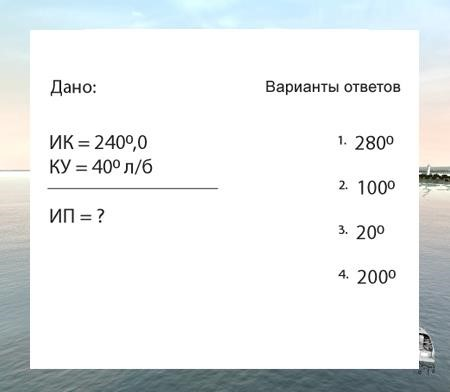 Дано:
Варианты ответов
ИК = 240º,0
КУ = 40º л/б
ИП = ?
1. 280º
2. 100º
3. 20º
4. 200º